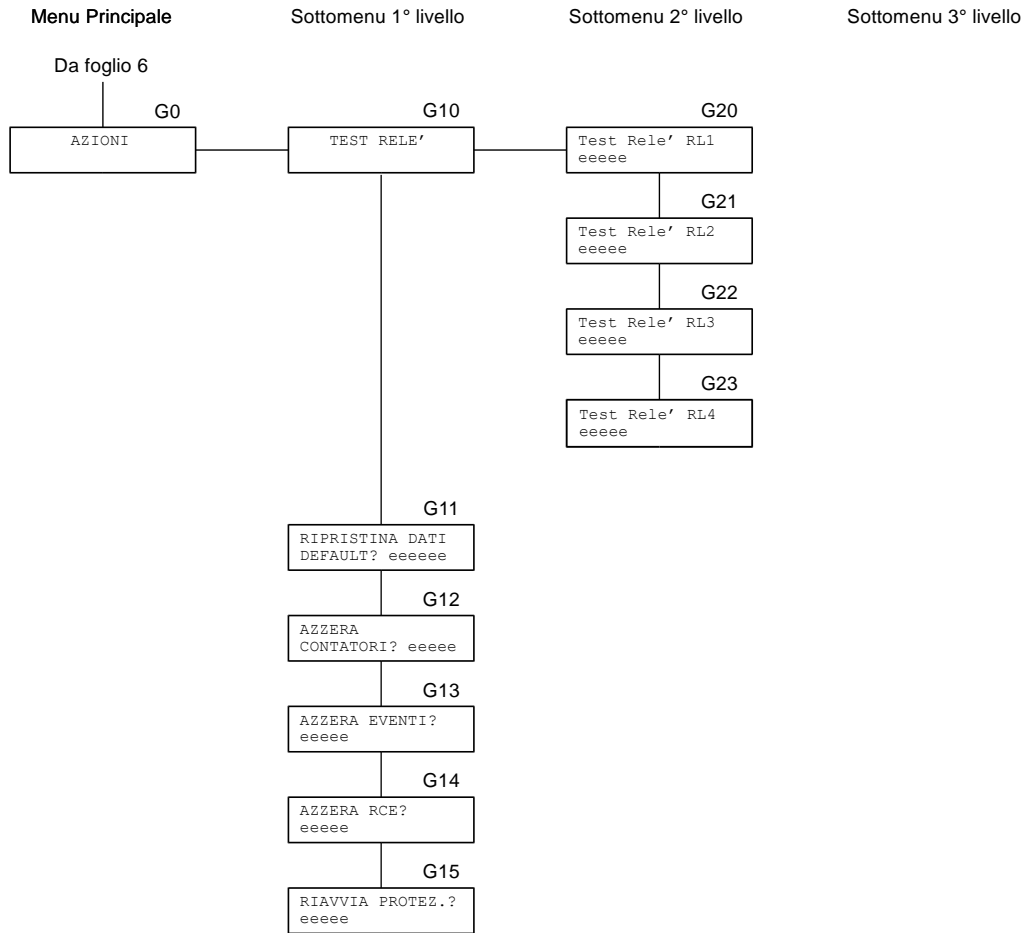 Menu Principale
Sottomenu 1° livello
Sottomenu 2° livello
Sottomenu 3° livello
Da foglio 6
G0
AZIONI
G10
TEST RELE’
G20
Test Rele’ RL1
eeeee
G21
Test Rele’ RL2
eeeee
G22
Test Rele’ RL3
eeeee
G23
Test Rele’ RL4
eeeee
G11
RIPRISTINA DATI
DEFAULT? eeeeee
G12
AZZERA
CONTATORI? eeeee
G13
AZZERA EVENTI?
eeeee
G14
AZZERA RCE?
eeeee
G15
RIAVVIA PROTEZ.?
eeeee